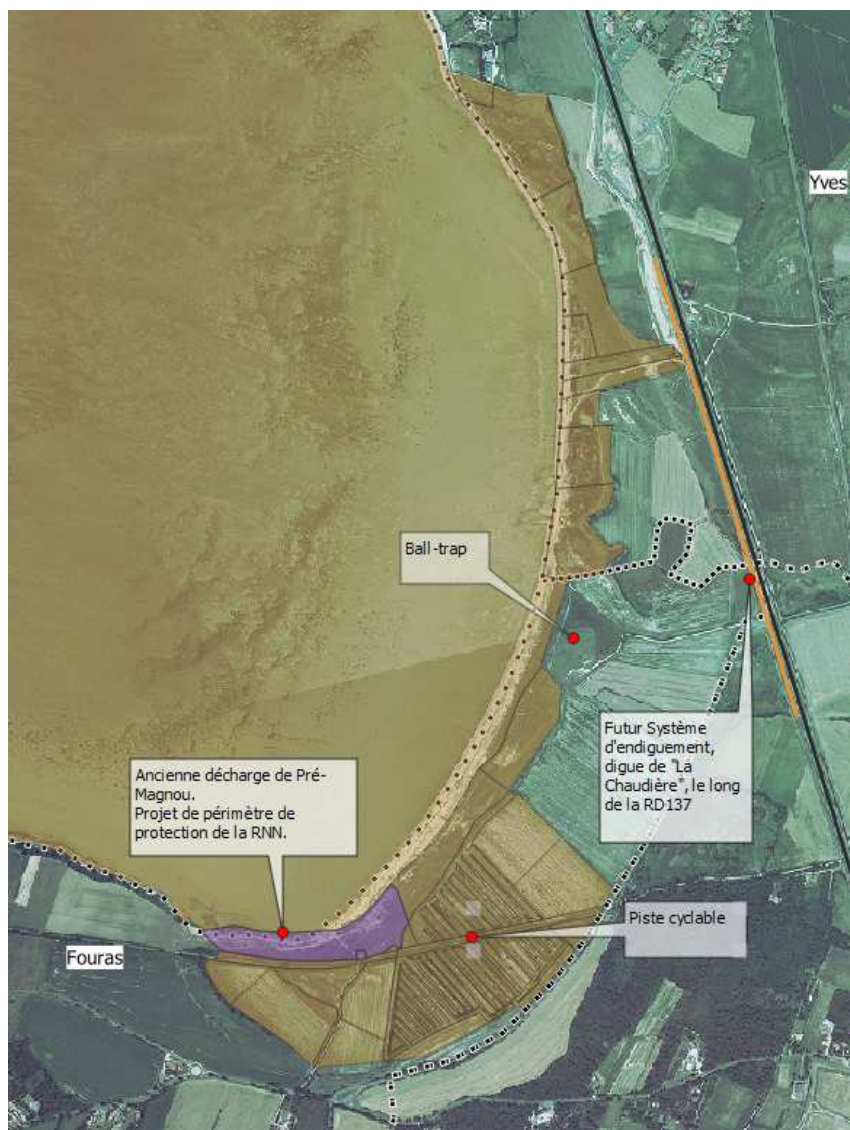 Yves
Ball-trap
Futur Système
d'endiguement,
digue de "La
Chaudière", le long
de la RD137
Ancienne décharge de Pré-
Magnou.
Projet de périmètre de
protection de la RNN.
Piste cyclable
Fouras